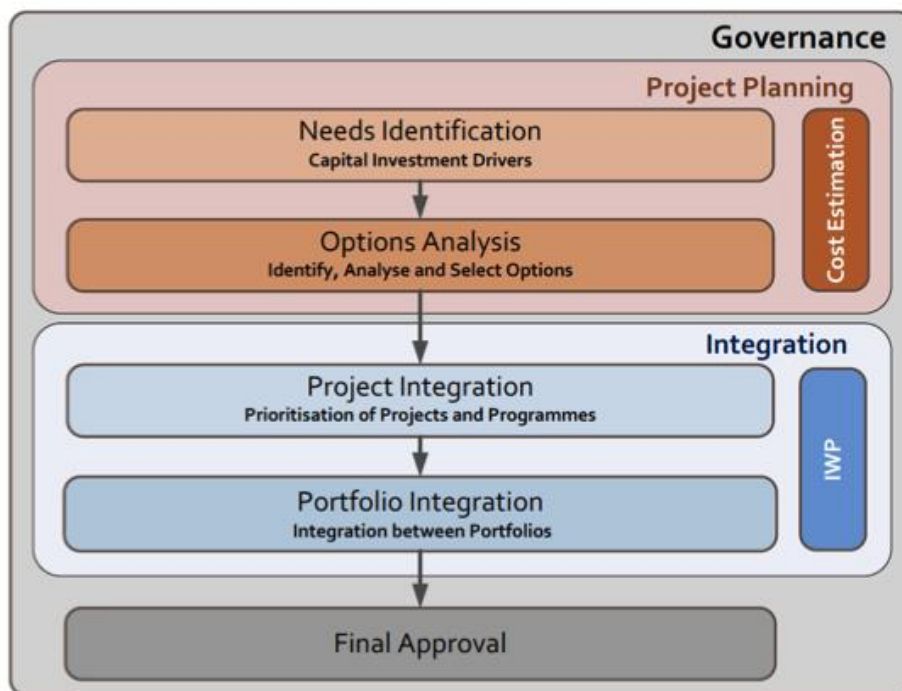 Governance
Project Planning
Needs Identification
Capital Investment Drivers
Options Analysis
Identify, Analyse and Select Options
Cost Estimation
Integration
Project Integration
Prioritisation of Projects and Programmes
Portfolio Integration
Integration between Portfolios
IWP
Final Approval